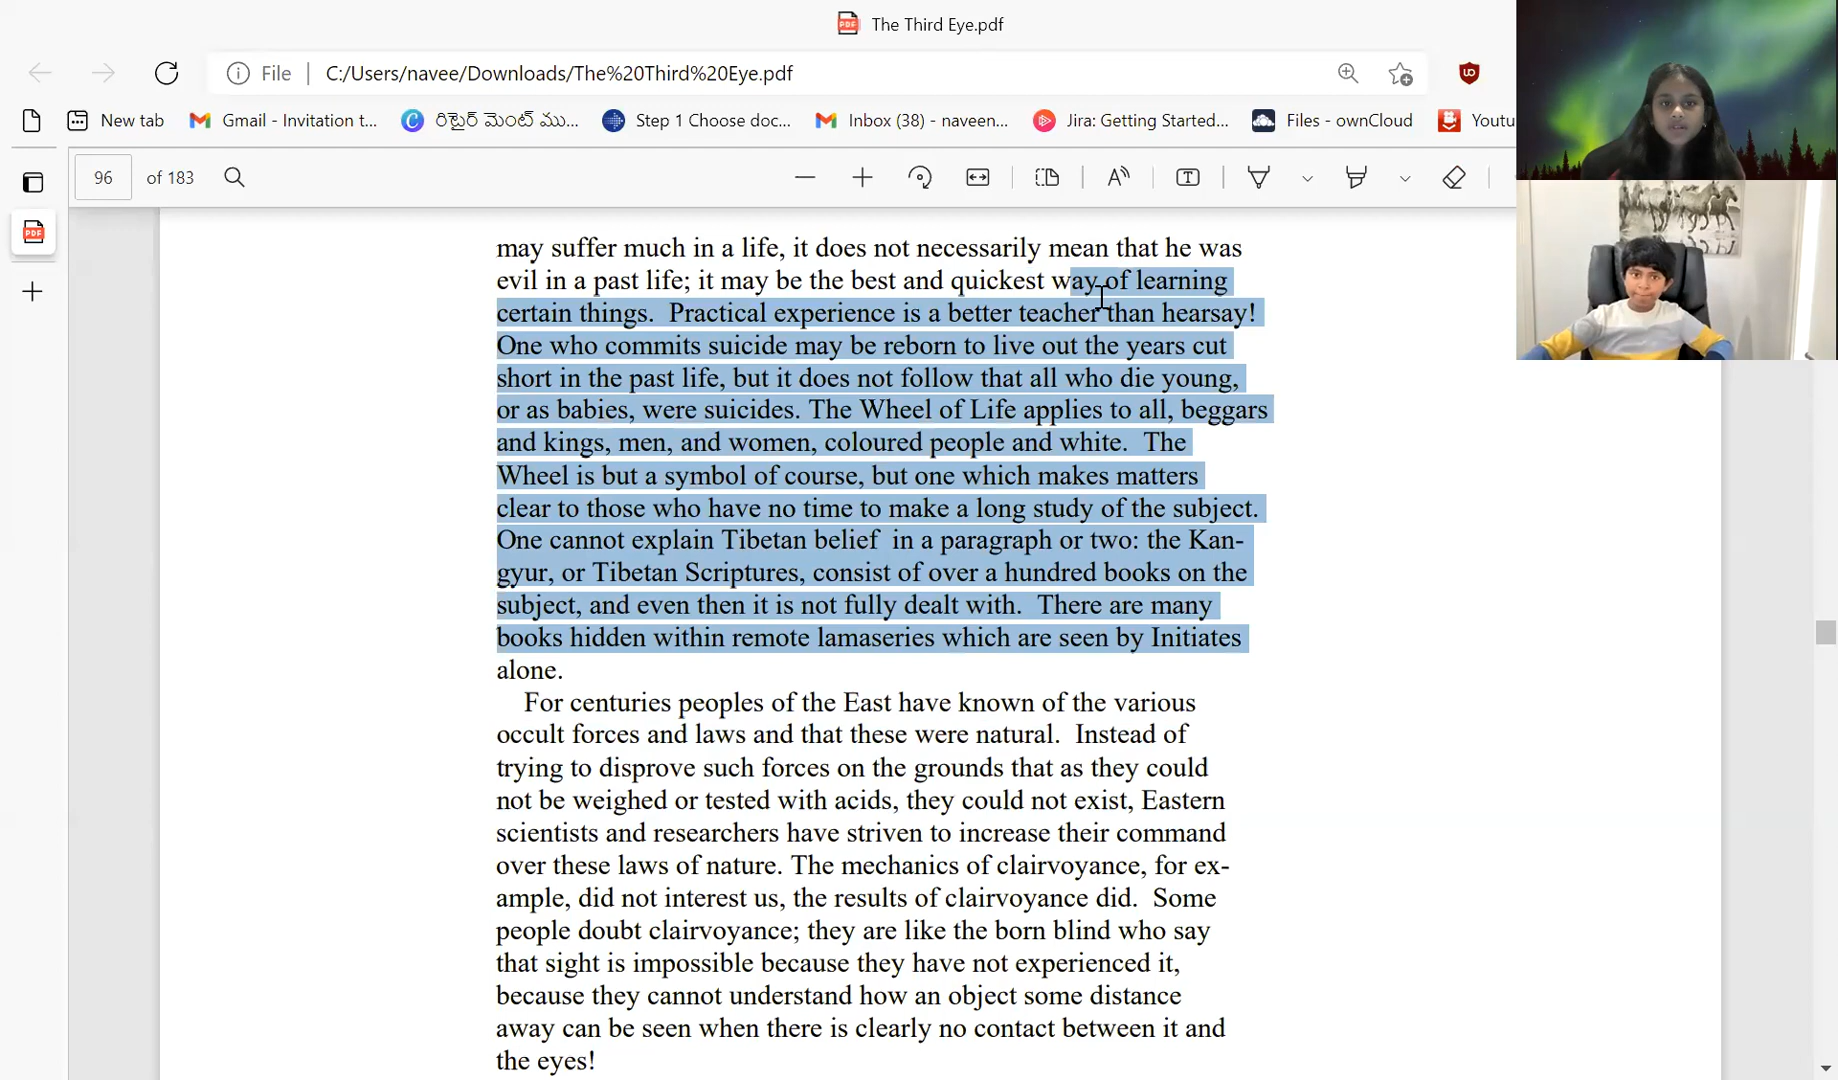 The Third Eye.pdf
File C:/Users/navee/Downloads/The%20Third%20Eye.pdf
New tab Gmail - Invitation t... రిటైర్ మెంట్ ము... Step 1 Choose doc... Inbox (38) - naveen... Jira: Getting Started... Files - ownCloud Youtu
96 of 183
may suffer much in a life, it does not necessarily mean that he was
evil in a past life; it may be the best and quickest way of learning
certain things.  Practical experience is a better teacher than hearsay!
One who commits suicide may be reborn to live out the years cut
short in the past life, but it does not follow that all who die young,
or as babies, were suicides. The Wheel of Life applies to all, beggars
and kings, men, and women, coloured people and white.  The
Wheel is but a symbol of course, but one which makes matters
clear to those who have no time to make a long study of the subject.
One cannot explain Tibetan belief  in a paragraph or two: the Kan-
gyur, or Tibetan Scriptures, consist of over a hundred books on the
subject, and even then it is not fully dealt with.  There are many
books hidden within remote lamaseries which are seen by Initiates
alone.
For centuries peoples of the East have known of the various
occult forces and laws and that these were natural.  Instead of
trying to disprove such forces on the grounds that as they could
not be weighed or tested with acids, they could not exist, Eastern
scientists and researchers have striven to increase their command
over these laws of nature. The mechanics of clairvoyance, for ex-
ample, did not interest us, the results of clairvoyance did.  Some
people doubt clairvoyance; they are like the born blind who say
that sight is impossible because they have not experienced it,
because they cannot understand how an object some distance
away can be seen when there is clearly no contact between it and
the eyes!